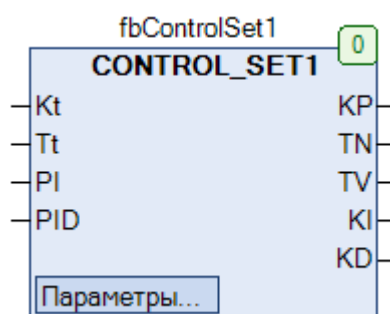 fbControlSet1
0
CONTROL_SET1
Kt KP
Tt TN
PI TV
PID KI
KD
Параметры...